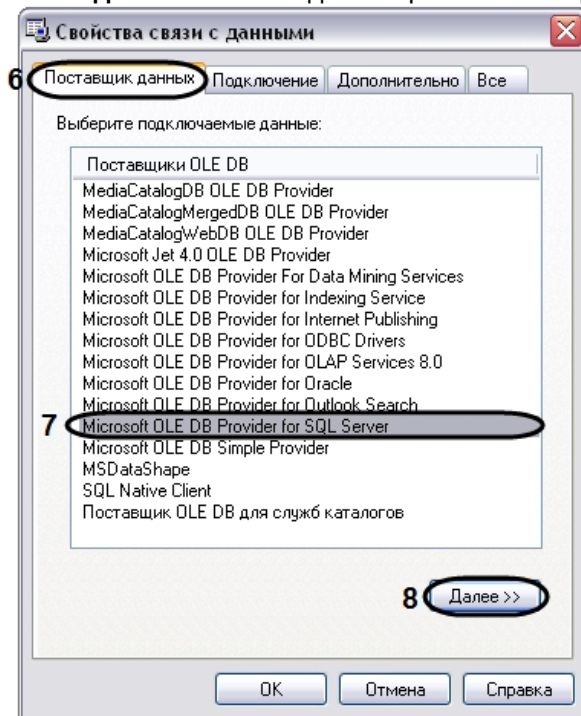 Свойства связи с данными
6 Поставщик данных Подключение Дополнительно Все
Выберите подключаемые данные:
Поставщики OLE DB
MediaCatalogDB OLE DB Provider
MediaCatalogMergedDB OLE DB Provider
MediaCatalogWebDB OLE DB Provider
Microsoft Jet 4.0 OLE DB Provider
Microsoft OLE DB Provider For Data Mining Services
Microsoft OLE DB Provider for Indexing Service
Microsoft OLE DB Provider for Internet Publishing
Microsoft OLE DB Provider for ODBC Drivers
Microsoft OLE DB Provider for OLAP Services 8.0
Microsoft OLE DB Provider for Oracle
Microsoft OLE DB Provider for Outlook Search
7 Microsoft OLE DB Provider for SQL Server
Microsoft OLE DB Simple Provider
MSDataShape
SQL Native Client
Поставщик OLE DB для служб каталогов
8 Далее >>
OK Отмена Справка